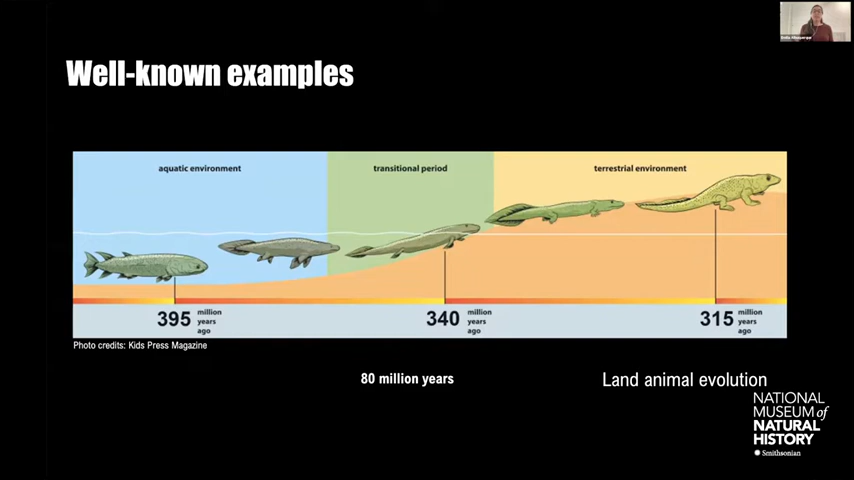 Well-known examples
aquatic environment
transitional period
terrestrial environment
395 million
years
ago
340 million
years
ago
315 million
years
ago
Photo credits: Kids Press Magazine
80 million years
Land animal evolution
NATIONAL
MUSEUM of
NATURAL
HISTORY
Smithsonian